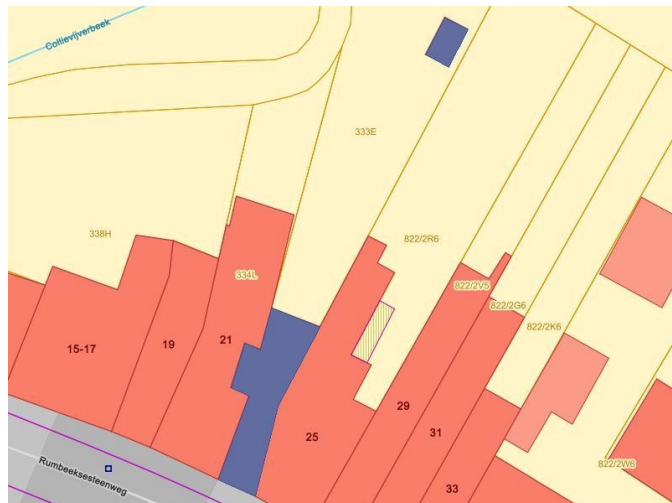 Collievijverbeek
333E
338H
822/2R6
334L
822/2V5
822/2G6
822/2K6
15-17
19
21
25
29
31
33
Rumbeeksesteenweg
822/2W6